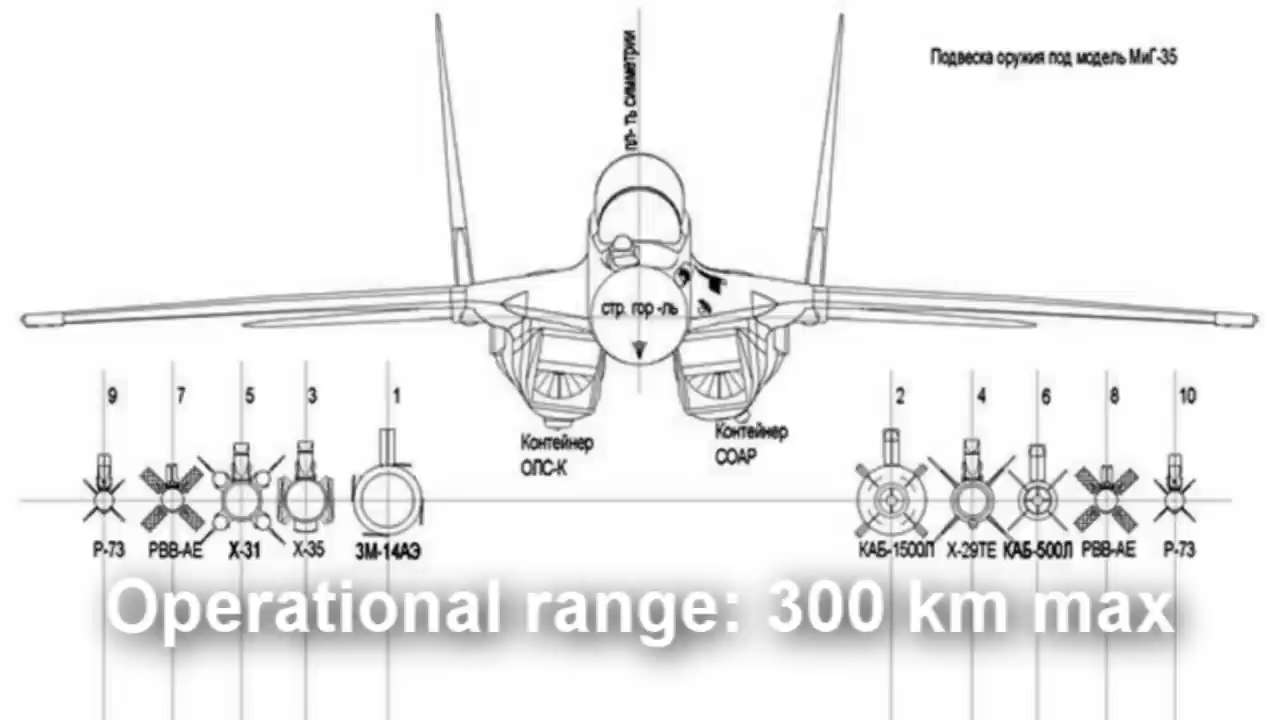 Подвеска оружия под модель МиГ-35
пл- ть симметрии
стр. гор -ль
9 7 5 3 1 2 4 6 8 10
Контейнер
ОЛС-К
Контейнер
СОАР
Р-73 РВВ-АЕ Х-31 Х-35 3М-14АЭ КАБ-1500Л Х-29ТЕ КАБ-500Л РВВ-АЕ Р-73
Operational range: 300 km max